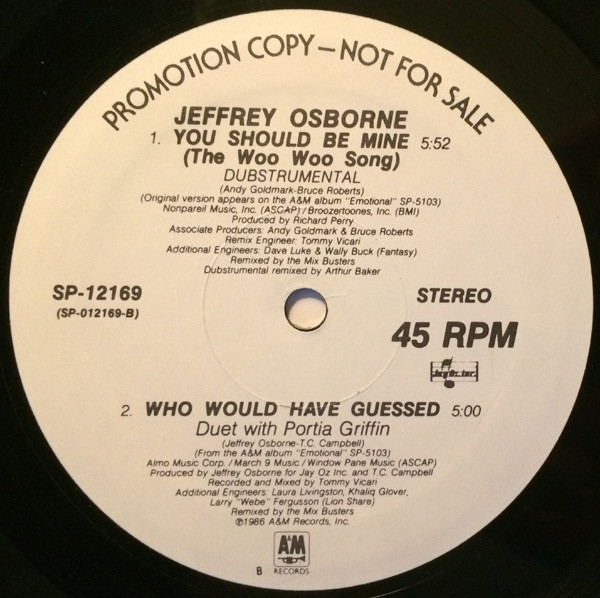 PROMOTION COPY – NOT FOR SALE
JEFFREY OSBORNE
1. YOU SHOULD BE MINE 5:52
(The Woo Woo Song)
DUBSTRUMENTAL
(Andy Goldmark-Bruce Roberts)
(Original version appears on the A&M album "Emotional" SP-5103)
Nonpareil Music, Inc. (ASCAP) / Broozertoones, Inc. (BMI)
Produced by Richard Perry
Associate Producers: Andy Goldmark & Bruce Roberts
Remix Engineer: Tommy Vicari
Additional Engineers: Dave Luke & Wally Buck (Fantasy)
Remixed by the Mix Busters
Dubstrumental remixed by Arthur Baker
SP-12169
(SP-012169-B)
STEREO
45 RPM
2. WHO WOULD HAVE GUESSED 5:00
Duet with Portia Griffin
(Jeffrey Osborne-T.C. Campbell)
(From the A&M album "Emotional" SP-5103)
Almo Music Corp. / March 9 Music / Window Pane Music (ASCAP)
Produced by Jeffrey Osborne for Jay Oz Inc. and T.C. Campbell
Recorded and Mixed by Tommy Vicari
Additional Engineers: Laura Livingston, Khaliq Glover,
Larry "Webe" Fergusson (Lion Share)
Remixed by the Mix Busters
℗1986 A&M Records, Inc.
A&M
RECORDS
B